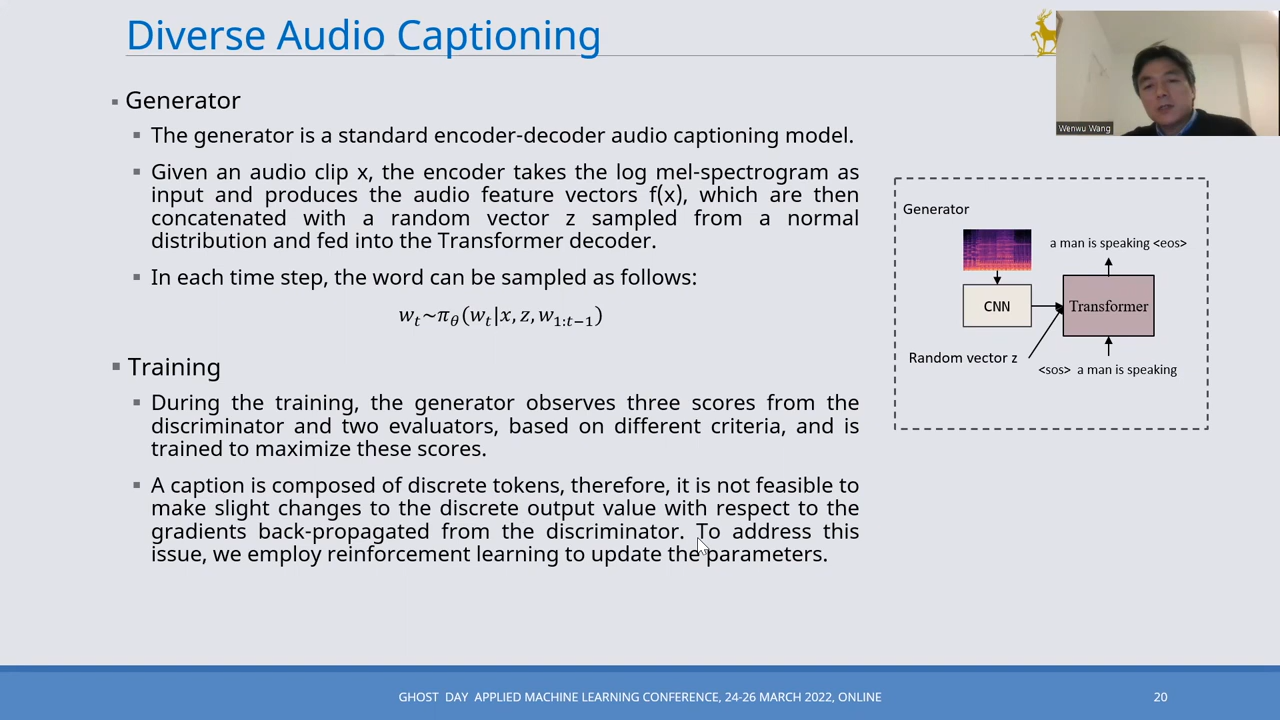 Diverse Audio Captioning
Wenwu Wang
Generator
The generator is a standard encoder-decoder audio captioning model.
Given an audio clip x, the encoder takes the log mel-spectrogram as
input and produces the audio feature vectors f(x), which are then
concatenated with a random vector z sampled from a normal
distribution and fed into the Transformer decoder.
In each time step, the word can be sampled as follows:
w_t~π_θ(w_t|x, z, w_{1:t−1})
Training
During the training, the generator observes three scores from the
discriminator and two evaluators, based on different criteria, and is
trained to maximize these scores.
A caption is composed of discrete tokens, therefore, it is not feasible to
make slight changes to the discrete output value with respect to the
gradients back-propagated from the discriminator. To address this
issue, we employ reinforcement learning to update the parameters.
Generator
a man is speaking <eos>
CNN
Transformer
Random vector z
<sos> a man is speaking
GHOST DAY APPLIED MACHINE LEARNING CONFERENCE, 24-26 MARCH 2022, ONLINE
20